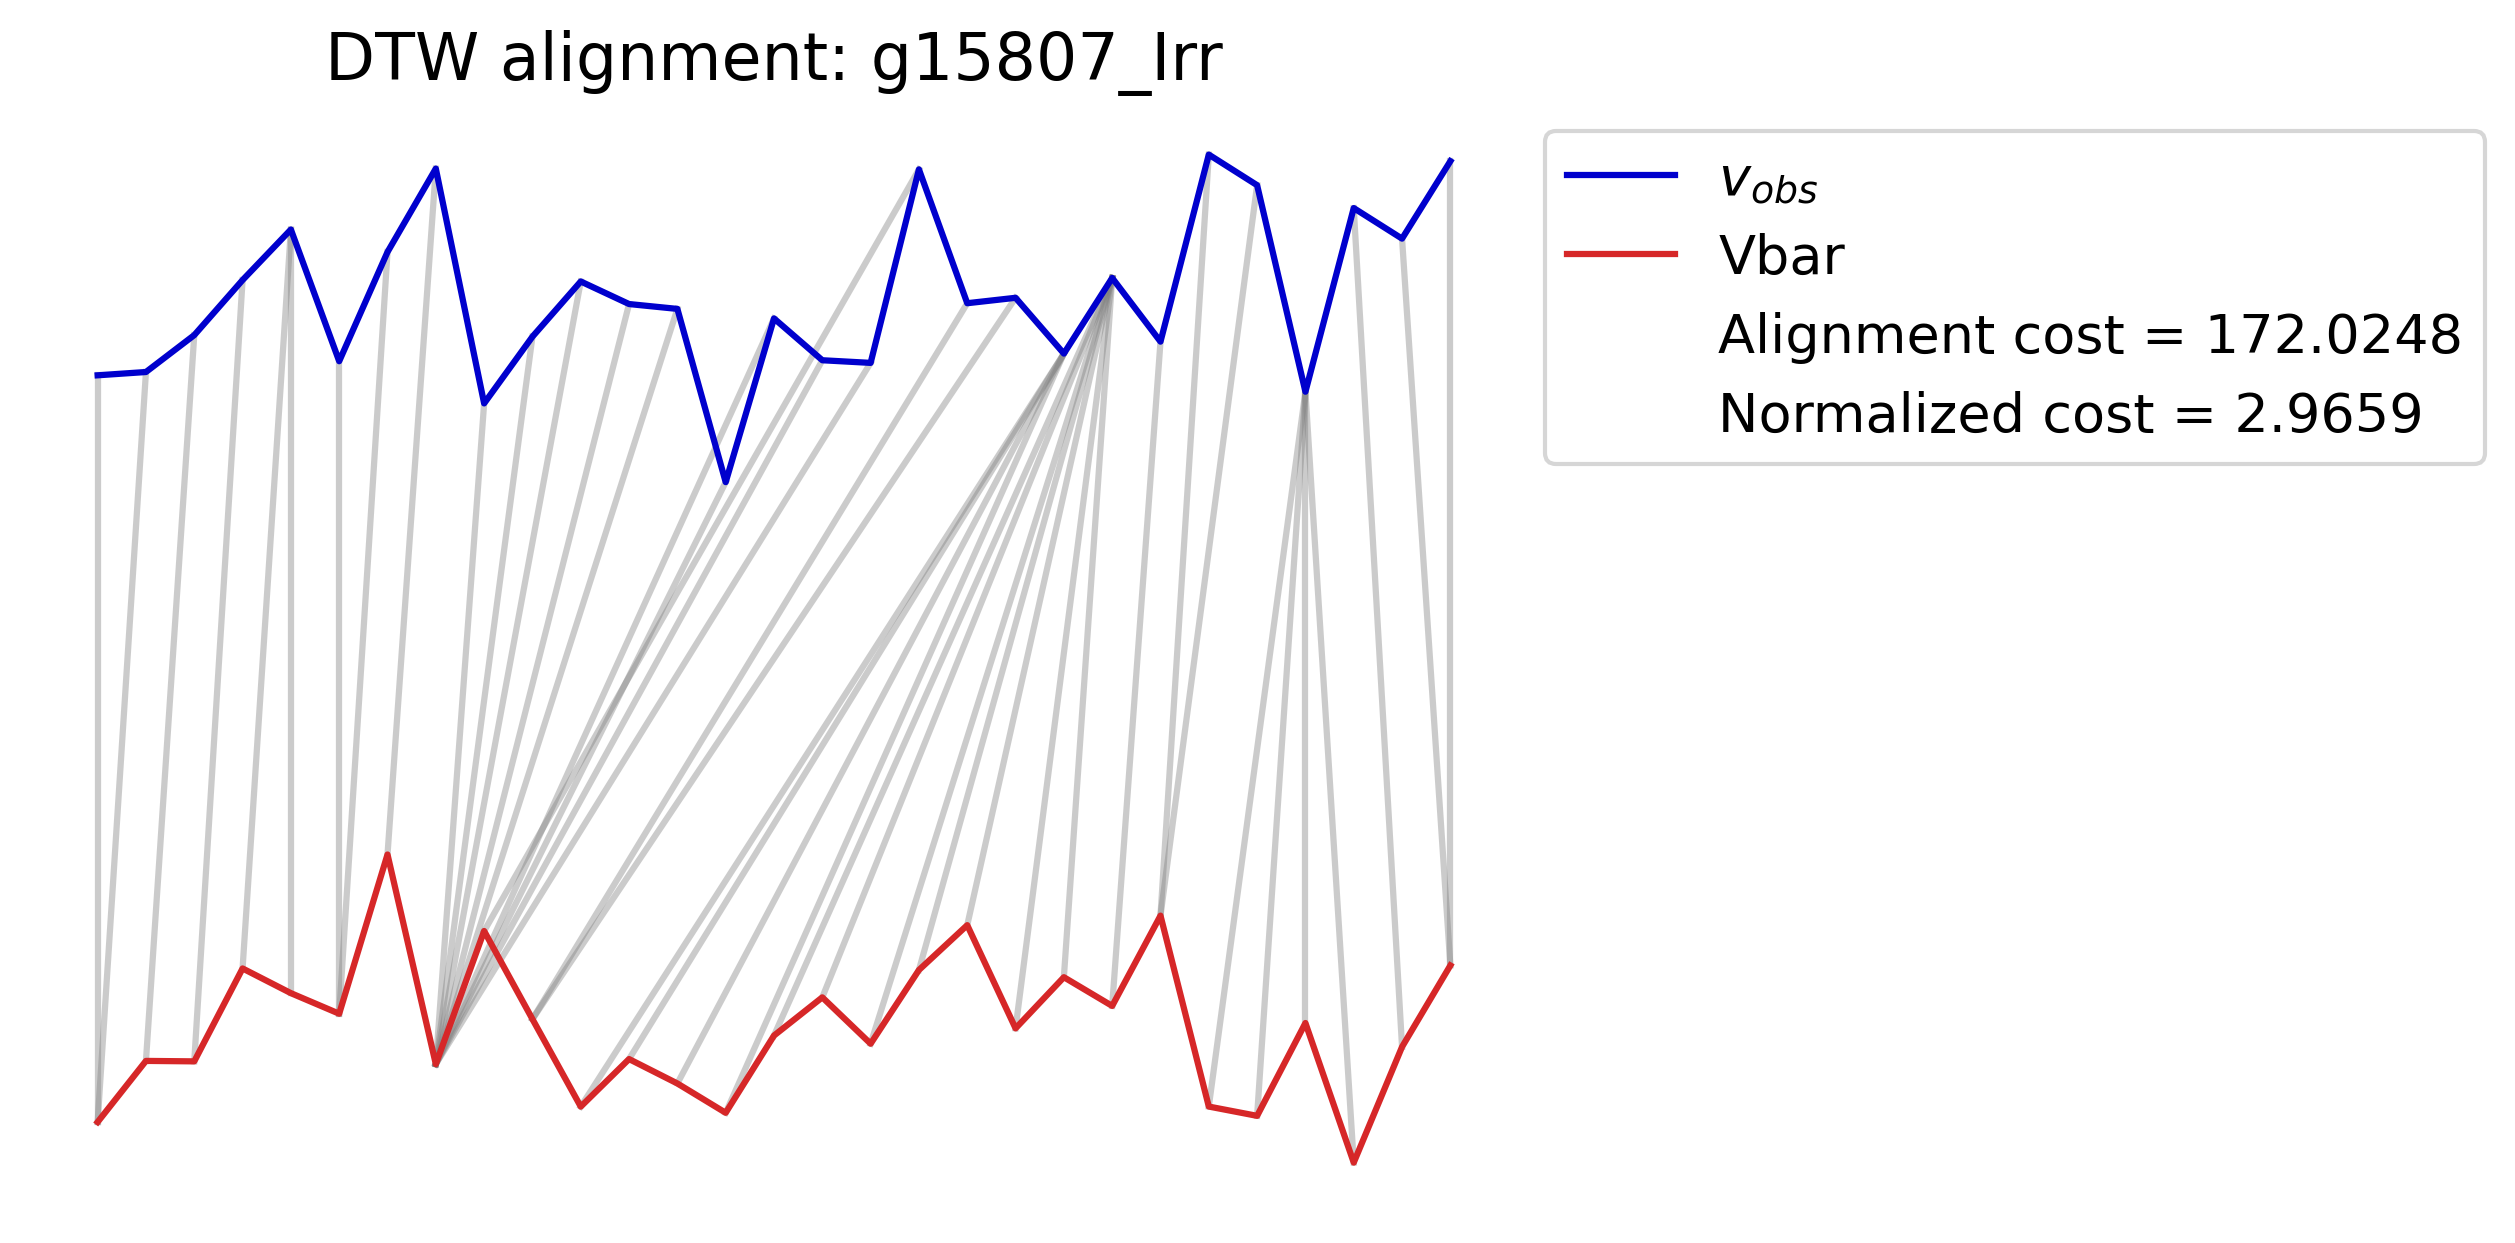 DTW alignment: g15807_Irr
v_obs
Vbar
Alignment cost = 172.0248
Normalized cost = 2.9659